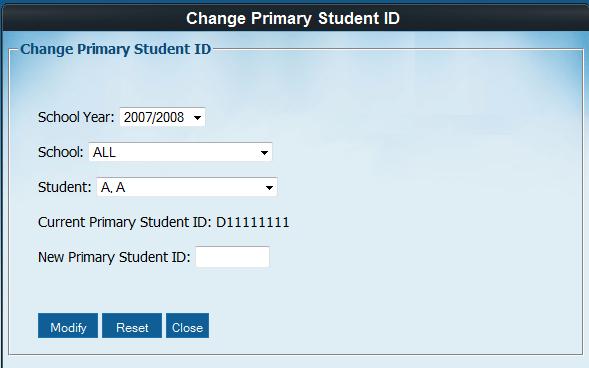 Change Primary Student ID
Change Primary Student ID
School Year: 2007/2008
School: ALL
Student: A, A
Current Primary Student ID: D11111111
New Primary Student ID:
Modify Reset Close